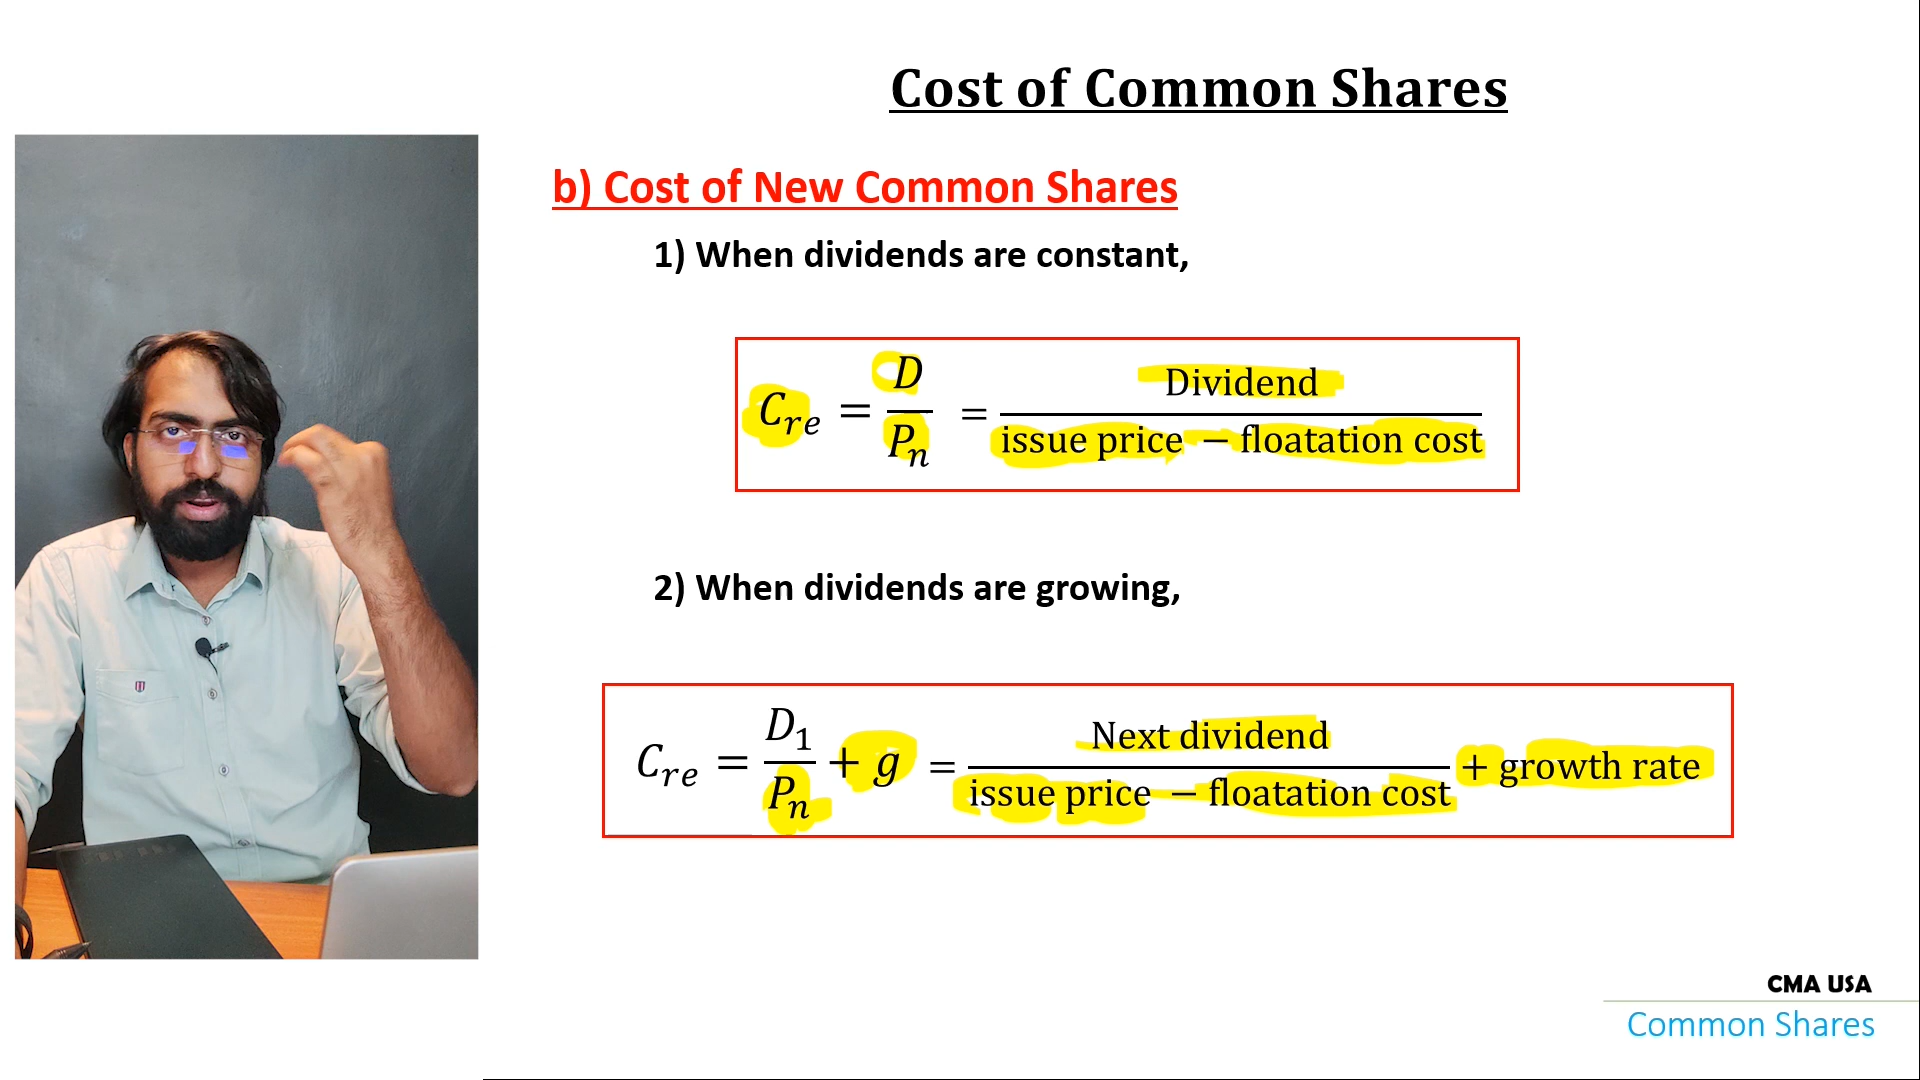 Cost of Common Shares
b) Cost of New Common Shares
1) When dividends are constant,
C_re = D / P_n = Dividend / issue price − floatation cost
2) When dividends are growing,
C_re = D_1 / P_n + g = Next dividend / issue price − floatation cost + growth rate
CMA USA
Common Shares